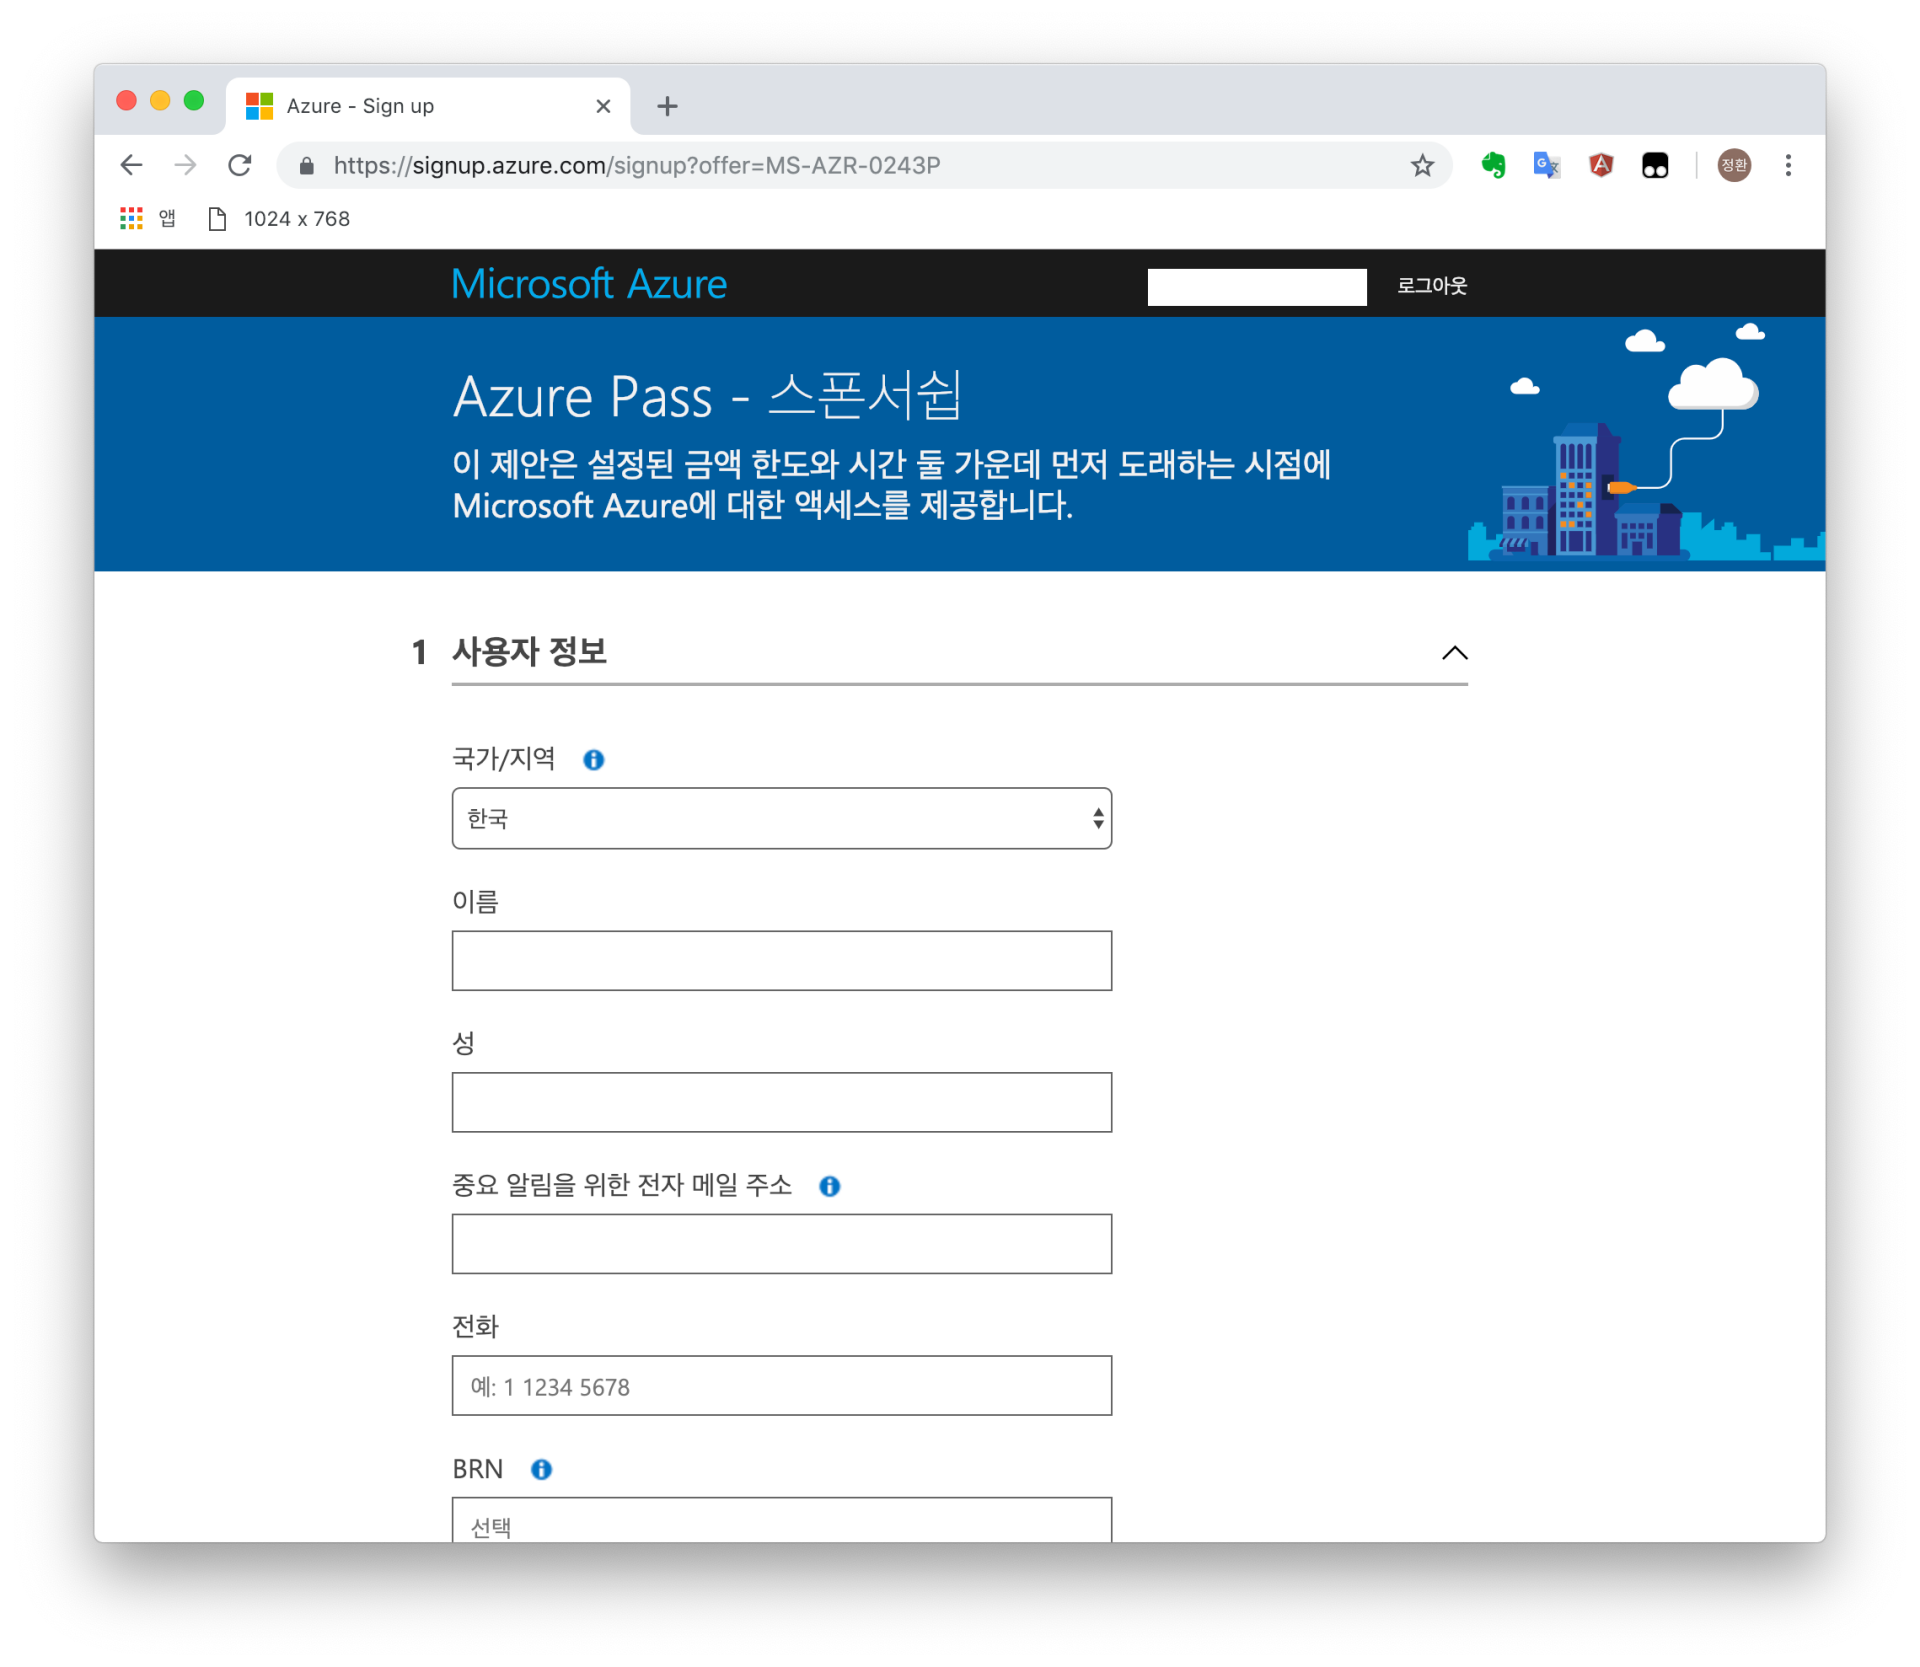 Azure - Sign up
https://signup.azure.com/signup?offer=MS-AZR-0243P
정환
앱
1024 x 768
Microsoft Azure
로그아웃
Azure Pass - 스폰서쉽
이 제안은 설정된 금액 한도와 시간 둘 가운데 먼저 도래하는 시점에
Microsoft Azure에 대한 액세스를 제공합니다.
1 사용자 정보
국가/지역
한국
이름
성
중요 알림을 위한 전자 메일 주소
전화
예: 1 1234 5678
BRN
선택